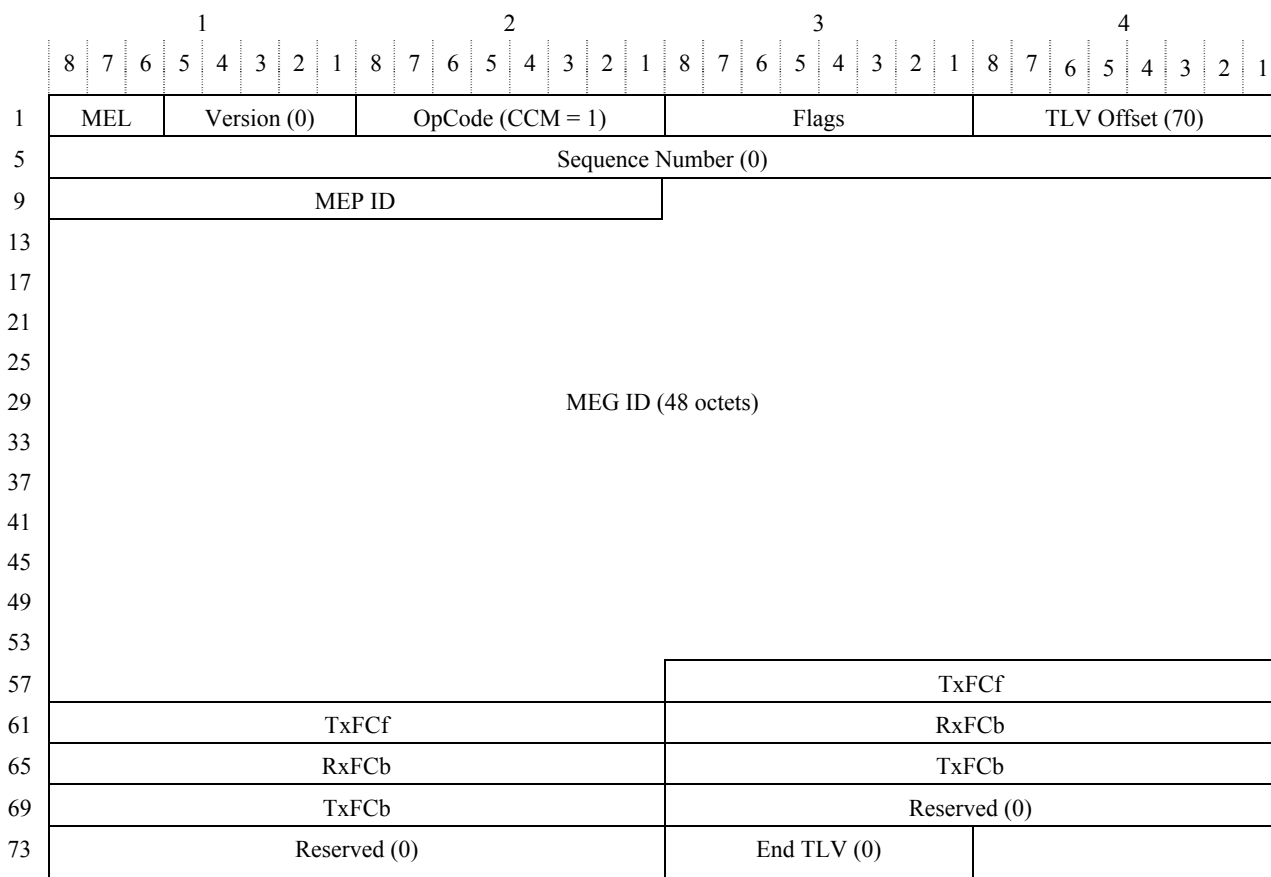 1 2 3 4
8 7 6 5 4 3 2 1 8 7 6 5 4 3 2 1 8 7 6 5 4 3 2 1 8 7 6 5 4 3 2 1
1 MEL Version (0) OpCode (CCM = 1) Flags TLV Offset (70)
5 Sequence Number (0)
9 MEP ID
13
17
21
25
29 MEG ID (48 octets)
33
37
41
45
49
53
57 TxFCf
61 TxFCf RxFCb
65 RxFCb TxFCb
69 TxFCb Reserved (0)
73 Reserved (0) End TLV (0)